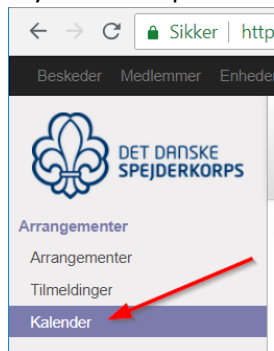 Sikker
http
Beskeder Medlemmer Enheder
DET DANSKE
SPEJDERKORPS
Arrangementer
Arrangementer
Tilmeldinger
Kalender